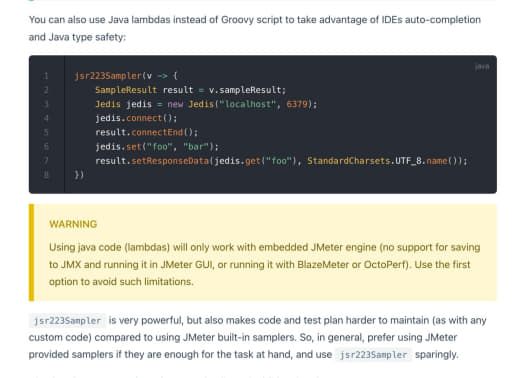 You can also use Java lambdas instead of Groovy script to take advantage of IDEs auto-completion
and Java type safety:
java
1 jsr223Sampler(v -> {
2 SampleResult result = v.sampleResult;
3 Jedis jedis = new Jedis("localhost", 6379);
4 jedis.connect();
5 result.connectEnd();
6 jedis.set("foo", "bar");
7 result.setResponseData(jedis.get("foo"), StandardCharsets.UTF_8.name());
8 })
WARNING
Using java code (lambdas) will only work with embedded JMeter engine (no support for saving
to JMX and running it in JMeter GUI, or running it with BlazeMeter or OctoPerf). Use the first
option to avoid such limitations.
jsr223Sampler is very powerful, but also makes code and test plan harder to maintain (as with any
custom code) compared to using JMeter built-in samplers. So, in general, prefer using JMeter
provided samplers if they are enough for the task at hand, and use jsr223Sampler sparingly.